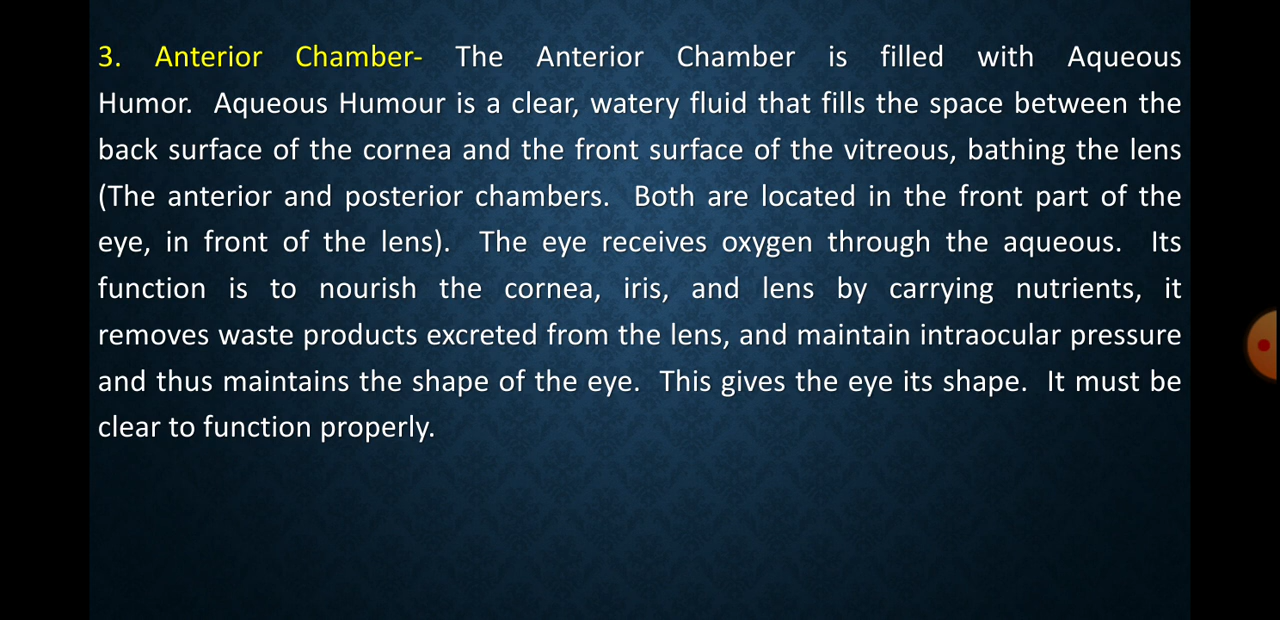 3. Anterior Chamber- The Anterior Chamber is filled with Aqueous
Humor. Aqueous Humour is a clear, watery fluid that fills the space between the
back surface of the cornea and the front surface of the vitreous, bathing the lens
(The anterior and posterior chambers. Both are located in the front part of the
eye, in front of the lens). The eye receives oxygen through the aqueous. Its
function is to nourish the cornea, iris, and lens by carrying nutrients, it
removes waste products excreted from the lens, and maintain intraocular pressure
and thus maintains the shape of the eye. This gives the eye its shape. It must be
clear to function properly.